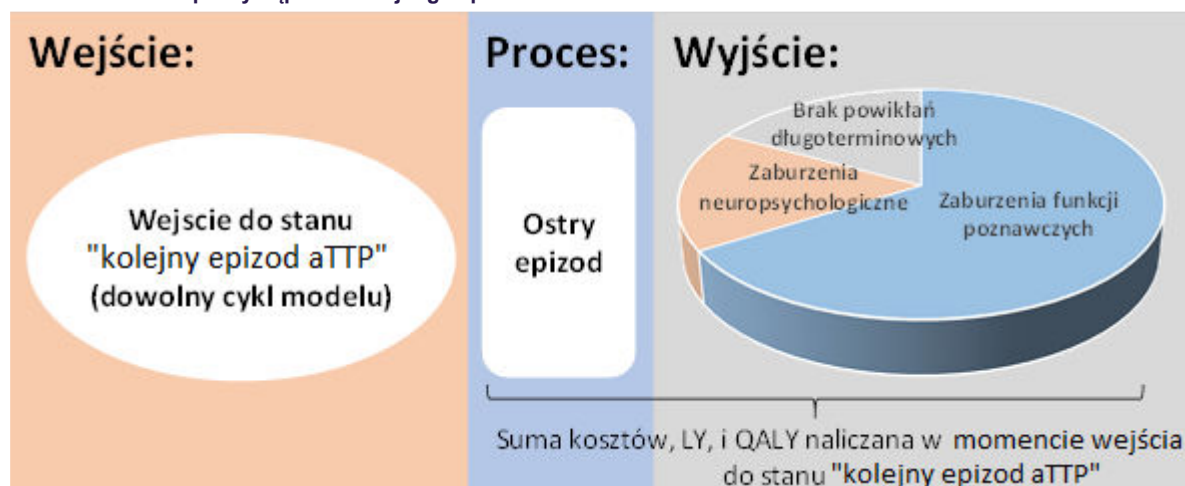 Wejście:
Proces:
Wyjście:
Wejscie do stanu
"kolejny epizod aTTP"
(dowolny cykl modelu)
Ostry
epizod
Brak powikłań
długoterminowych
Zaburzenia
neuropsychologiczne
Zaburzenia funkcji
poznawczych
Suma kosztów, LY, i QALY naliczana w momencie wejścia
do stanu "kolejny epizod aTTP"